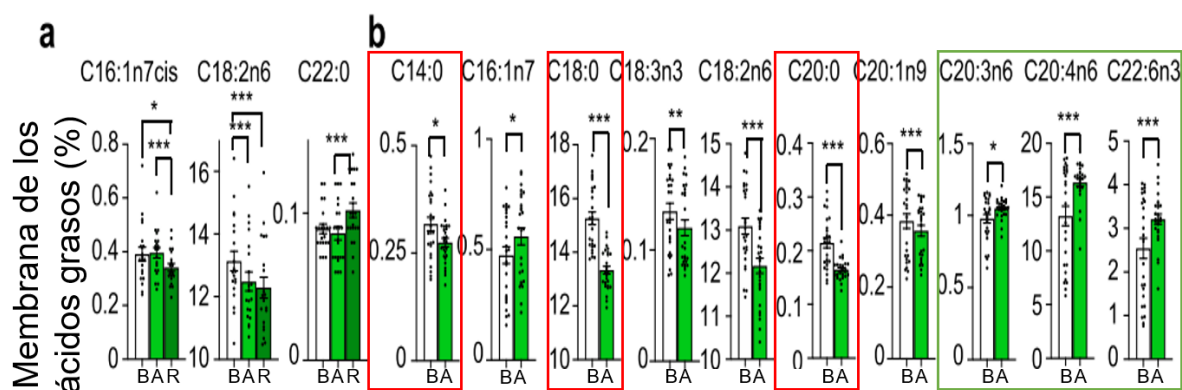 a
b
Membrana de los
ácidos grasos (%)
C16:1n7cis
C18:2n6
C22:0
C14:0
C16:1n7
C18:0
C18:3n3
C18:2n6
C20:0
C20:1n9
C20:3n6
C20:4n6
C22:6n3
*
***
0.8
0.6
0.4
0.2
0
BAR
***
***
16
14
12
10
BAR
***
0.1
0
BAR
*
0.5
0.25
0
BA
*
1
0.5
0
BA
***
18
16
14
12
10
BA
**
0.2
0.1
0
BA
***
15
14
13
12
11
10
BA
***
0.4
0.3
0.20
0.1
0
BA
***
0.6
0.4
0.2
0
BA
*
1.5
1
0.5
0
BA
***
20
15
10
5
0
BA
***
5
4
3
2
1
0
BA